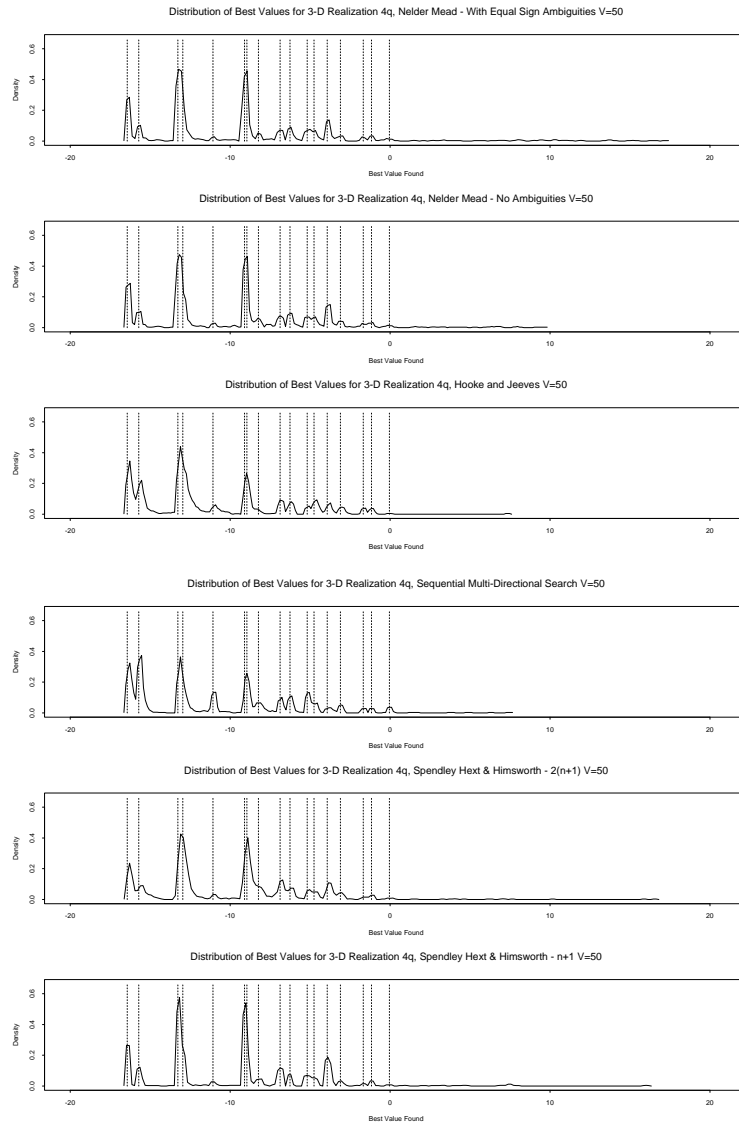 Distribution of Best Values for 3-D Realization 4q, Nelder Mead - With Equal Sign Ambiguities V=50
Density
0.6
0.4
0.2
0.0
-20 -10 0 10 20
Best Value Found
Distribution of Best Values for 3-D Realization 4q, Nelder Mead - No Ambiguities V=50
Density
0.6
0.4
0.2
0.0
-20 -10 0 10 20
Best Value Found
Distribution of Best Values for 3-D Realization 4q, Hooke and Jeeves V=50
Density
0.6
0.4
0.2
0.0
-20 -10 0 10 20
Best Value Found
Distribution of Best Values for 3-D Realization 4q, Sequential Multi-Directional Search V=50
Density
0.6
0.4
0.2
0.0
-20 -10 0 10 20
Best Value Found
Distribution of Best Values for 3-D Realization 4q, Spendley Hext & Himsworth - 2(n+1) V=50
Density
0.6
0.4
0.2
0.0
-20 -10 0 10 20
Best Value Found
Distribution of Best Values for 3-D Realization 4q, Spendley Hext & Himsworth - n+1 V=50
Density
0.6
0.4
0.2
0.0
-20 -10 0 10 20
Best Value Found